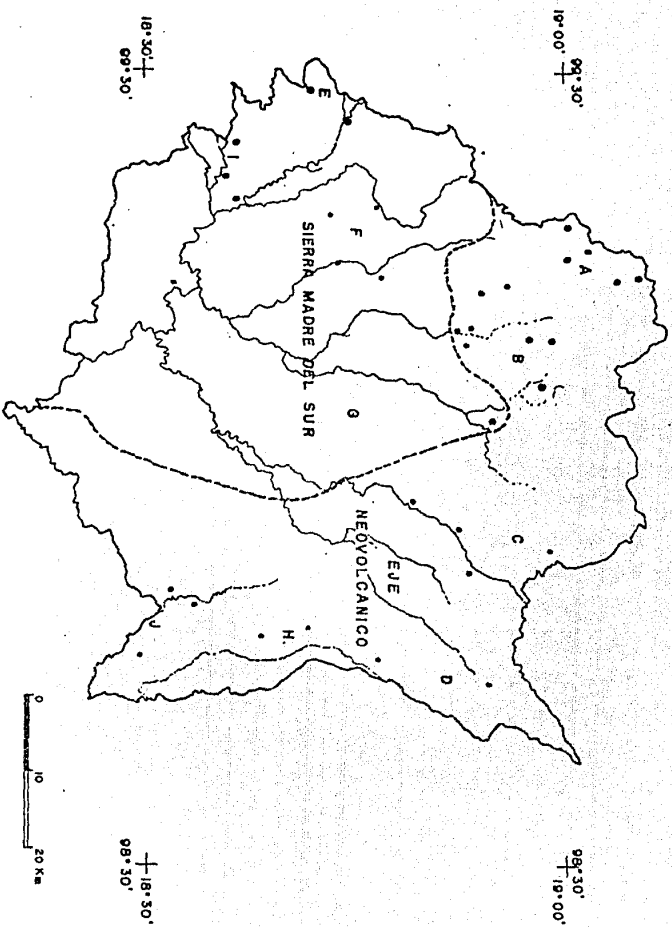 99°30'
19°00'
98°30'
19°00'
A
B
C
D
E
F
G
H.
I
J
SIERRA MADRE DEL SUR
EJE
NEOVOLCANICO
18°30'
99°30'
18°30'
98°30'
0 10 20 Km